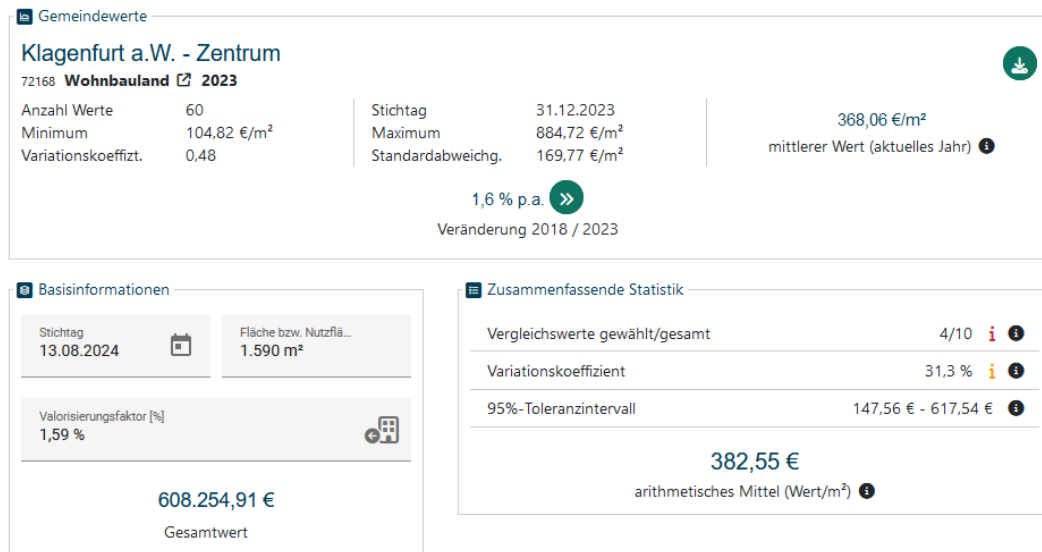 Gemeindewerte
Klagenfurt a.W. - Zentrum
72168 Wohnbauland 2023
Anzahl Werte 60 Stichtag 31.12.2023
Minimum 104,82 €/m² Maximum 884,72 €/m²
Variationskoeffizt. 0,48 Standardabweichg. 169,77 €/m²
368,06 €/m²
mittlerer Wert (aktuelles Jahr)
1,6 % p.a.
Veränderung 2018 / 2023
Basisinformationen
Stichtag
13.08.2024
Fläche bzw. Nutzflä...
1.590 m²
Valorisierungsfaktor [%]
1,59 %
608.254,91 €
Gesamtwert
Zusammenfassende Statistik
Vergleichswerte gewählt/gesamt 4/10
Variationskoeffizient 31,3 %
95%-Toleranzintervall 147,56 € - 617,54 €
382,55 €
arithmetisches Mittel (Wert/m²)